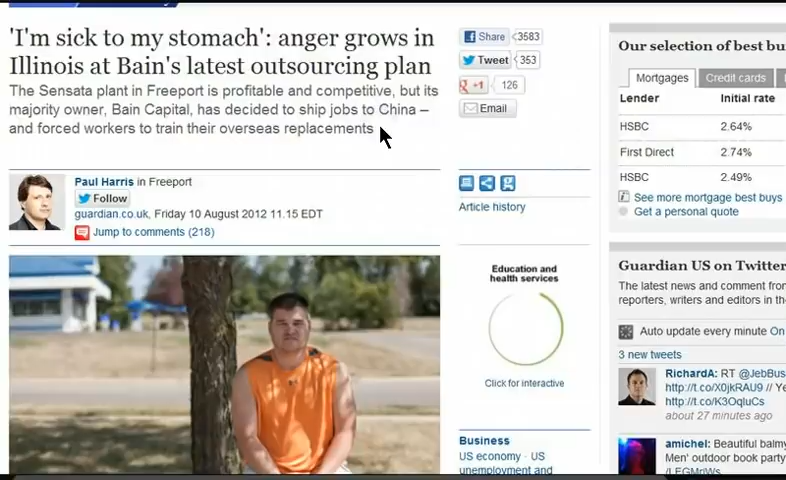 'I'm sick to my stomach': anger grows in
Illinois at Bain's latest outsourcing plan
The Sensata plant in Freeport is profitable and competitive, but its
majority owner, Bain Capital, has decided to ship jobs to China –
and forced workers to train their overseas replacements
Paul Harris in Freeport
Follow
guardian.co.uk, Friday 10 August 2012 11.15 EDT
Jump to comments (218)
Share 3583
Tweet 353
+1 126
Email
Article history
Education and
health services
Click for interactive
Business
US economy · US
unemployment and
Our selection of best bu
Mortgages Credit cards
Lender Initial rate
HSBC 2.64%
First Direct 2.74%
HSBC 2.49%
See more mortgage best buys
Get a personal quote
Guardian US on Twitter
The latest news and comment from
reporters, writers and editors in the
Auto update every minute On
3 new tweets
RichardA: RT @JebBus
http://t.co/X0jkRAU9 // Ye
http://t.co/K3OqluCs
about 27 minutes ago
amichel: Beautiful balmy
Men' outdoor book party